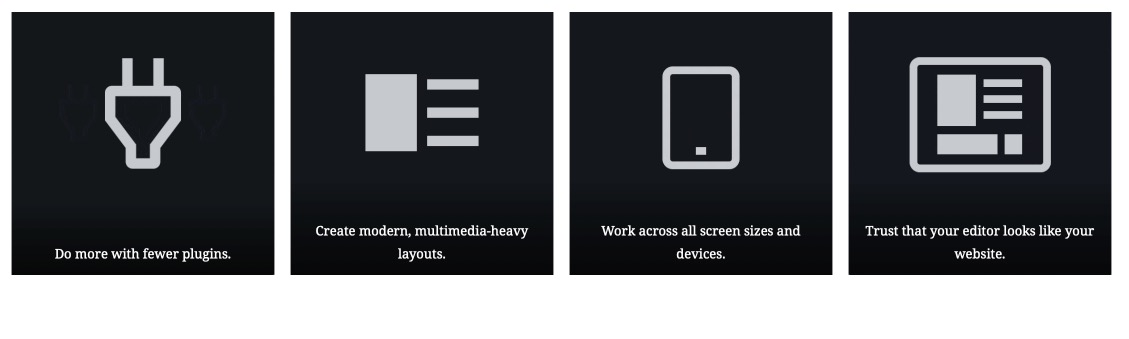 Do more with fewer plugins.
Create modern, multimedia-heavy
layouts.
Work across all screen sizes and
devices.
Trust that your editor looks like your
website.